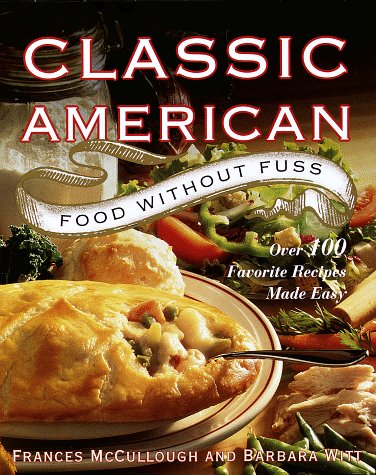 CLASSIC
AMERICAN
FOOD WITHOUT FUSS
Over 100
Favorite Recipes
Made Easy
FRANCES MCCULLOUGH AND BARBARA WITT